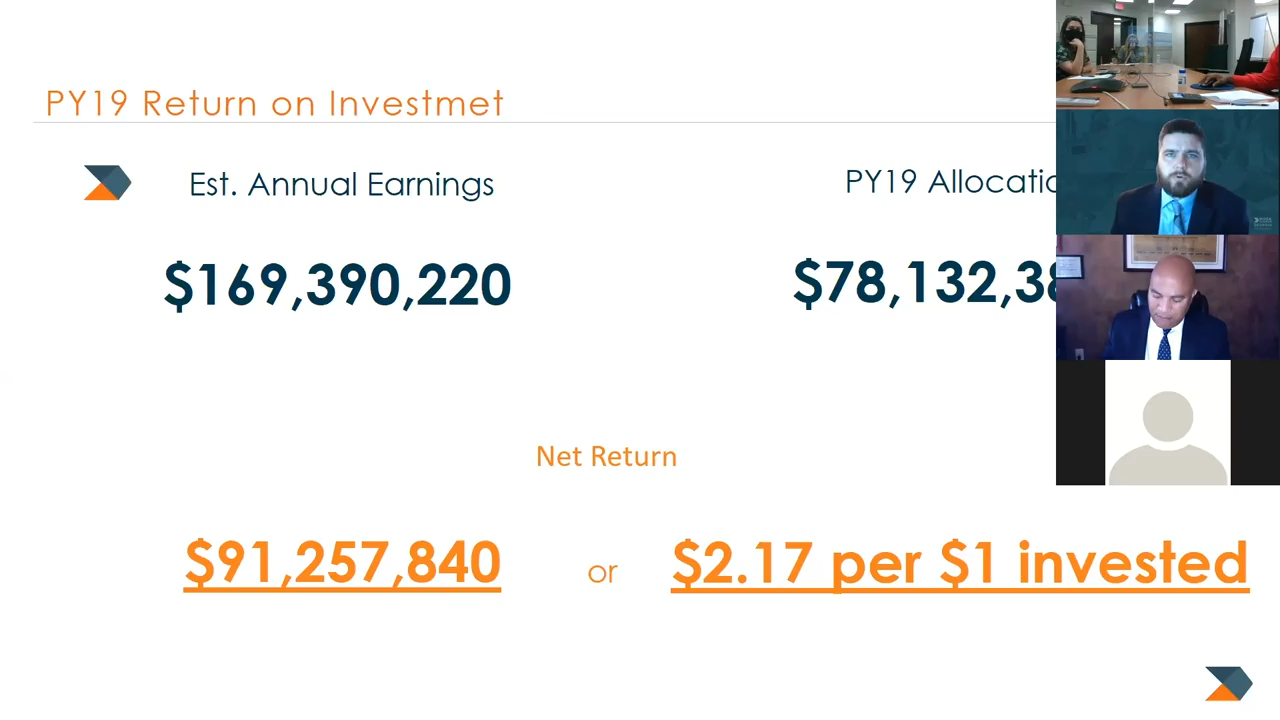 PY19 Return on Investmet
Est. Annual Earnings
PY19 Allocatio
$169,390,220
$78,132,38
Net Return
$91,257,840
or
$2.17 per $1 invested